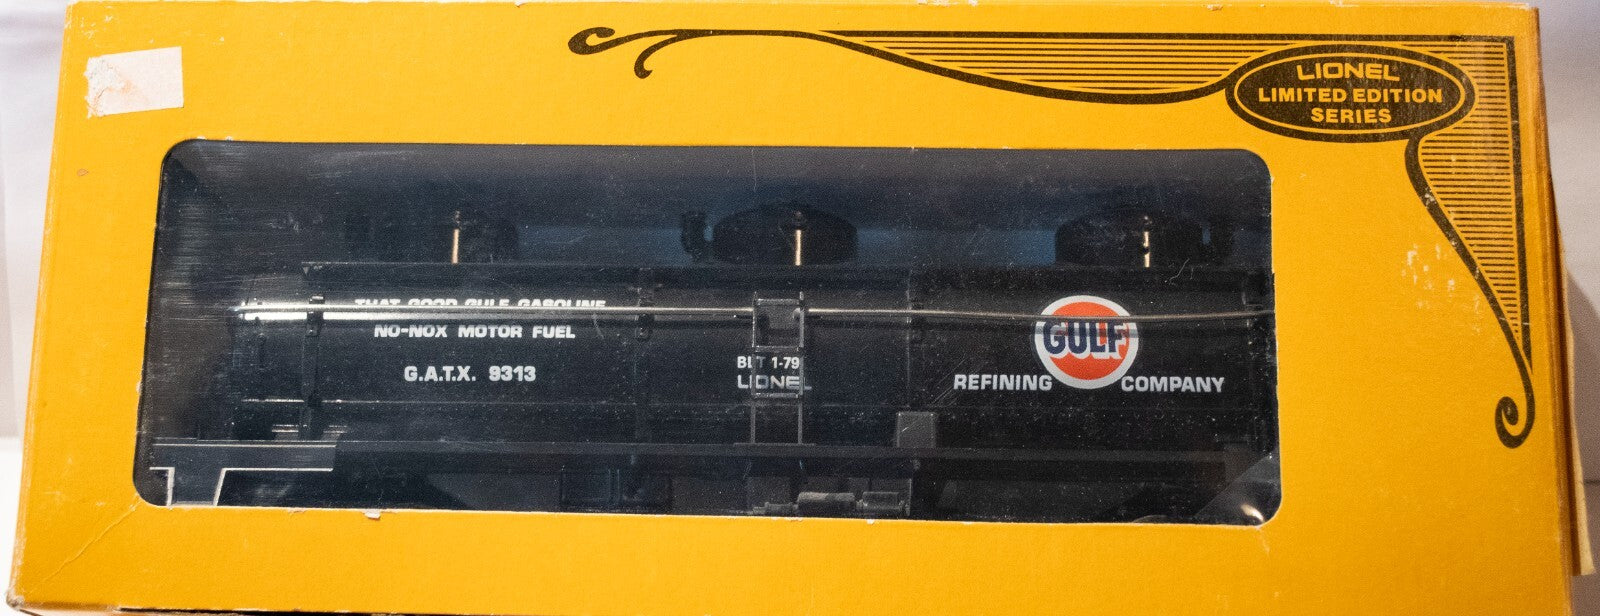 LIONEL
LIMITED EDITION
SERIES
THAT GOOD GULF GASOLINE
NO-NOX MOTOR FUEL
G.A.T.X. 9313
BLT 1-79
LIONEL
GULF
REFINING COMPANY